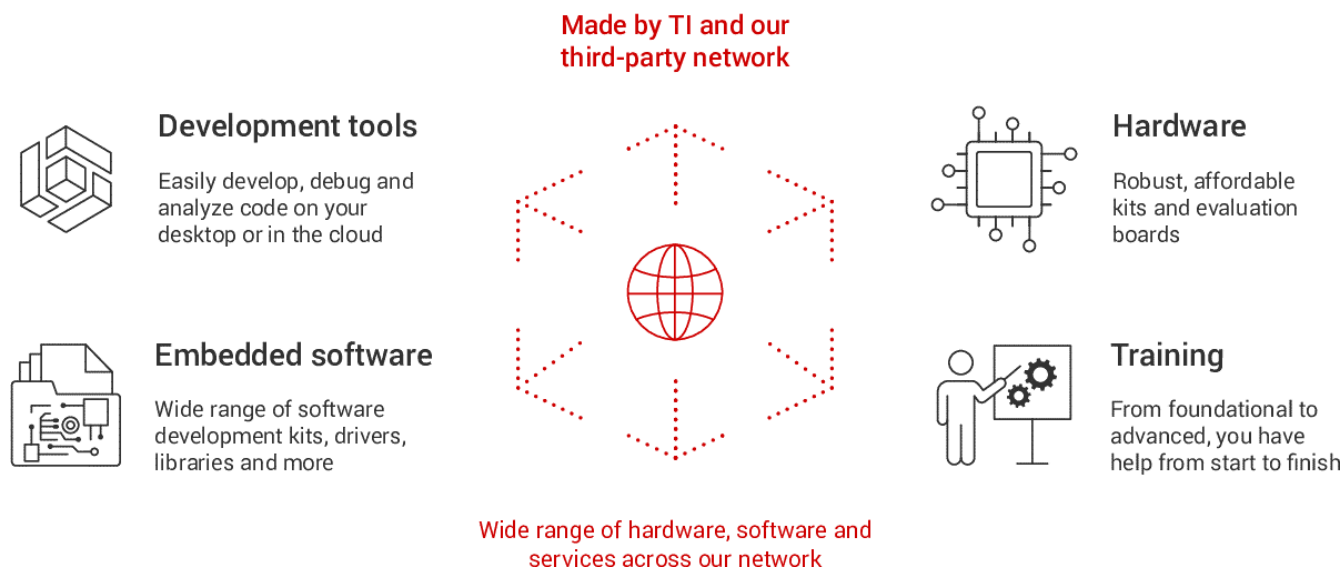 Made by TI and our
third-party network
Development tools
Easily develop, debug and
analyze code on your
desktop or in the cloud
Hardware
Robust, affordable
kits and evaluation
boards
Embedded software
Wide range of software
development kits, drivers,
libraries and more
Training
From foundational to
advanced, you have
help from start to finish
Wide range of hardware, software and
services across our network